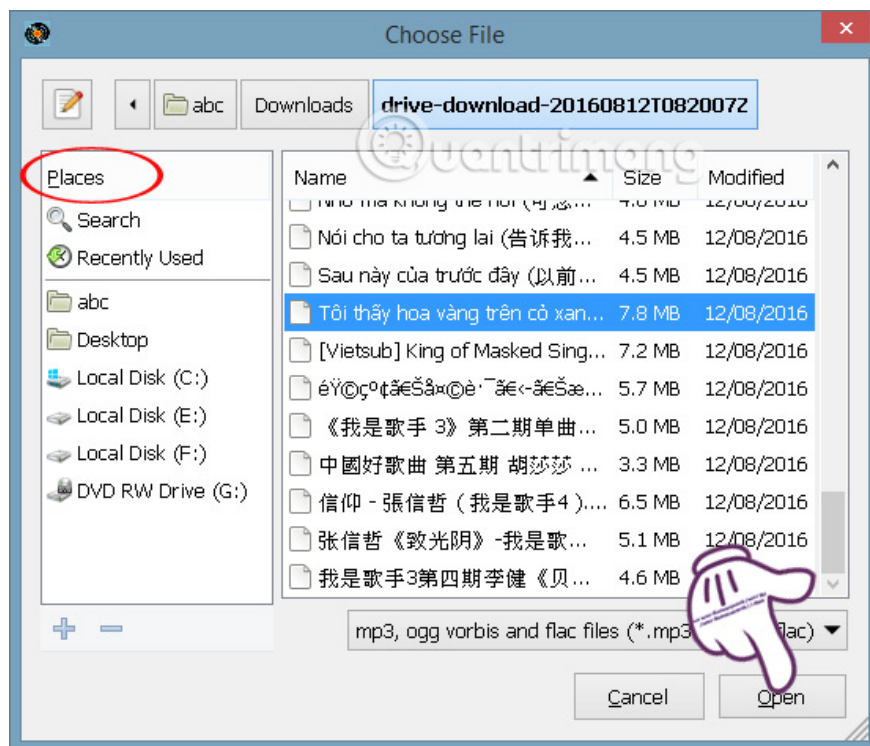 Choose File
abc Downloads drive-download-20160812T082007Z
Quantrimang
Places
Search
Recently Used
abc
Desktop
Local Disk (C:)
Local Disk (E:)
Local Disk (F:)
DVD RW Drive (G:)
Name Size Modified
Nói cho ta tương lai (告诉我... 4.5 MB 12/08/2016
Sau này của trước đây (以前... 4.5 MB 12/08/2016
Tôi thấy hoa vàng trên cỏ xan... 7.8 MB 12/08/2016
[Vietsub] King of Masked Sing... 7.2 MB 12/08/2016
éŸ©çº¢ã€Šå¤©è·¯ã€‹-ã€Šæ... 5.7 MB 12/08/2016
《我是歌手 3》第二期单曲... 5.0 MB 12/08/2016
中國好歌曲 第五期 胡莎莎 ... 3.3 MB 12/08/2016
信仰 - 張信哲 ( 我是歌手4 ).... 6.5 MB 12/08/2016
张信哲《致光阴》-我是歌... 5.1 MB 12/08/2016
我是歌手3第四期李健《贝... 4.6 MB
mp3, ogg vorbis and flac files (*.mp3 flac)
Cancel Open